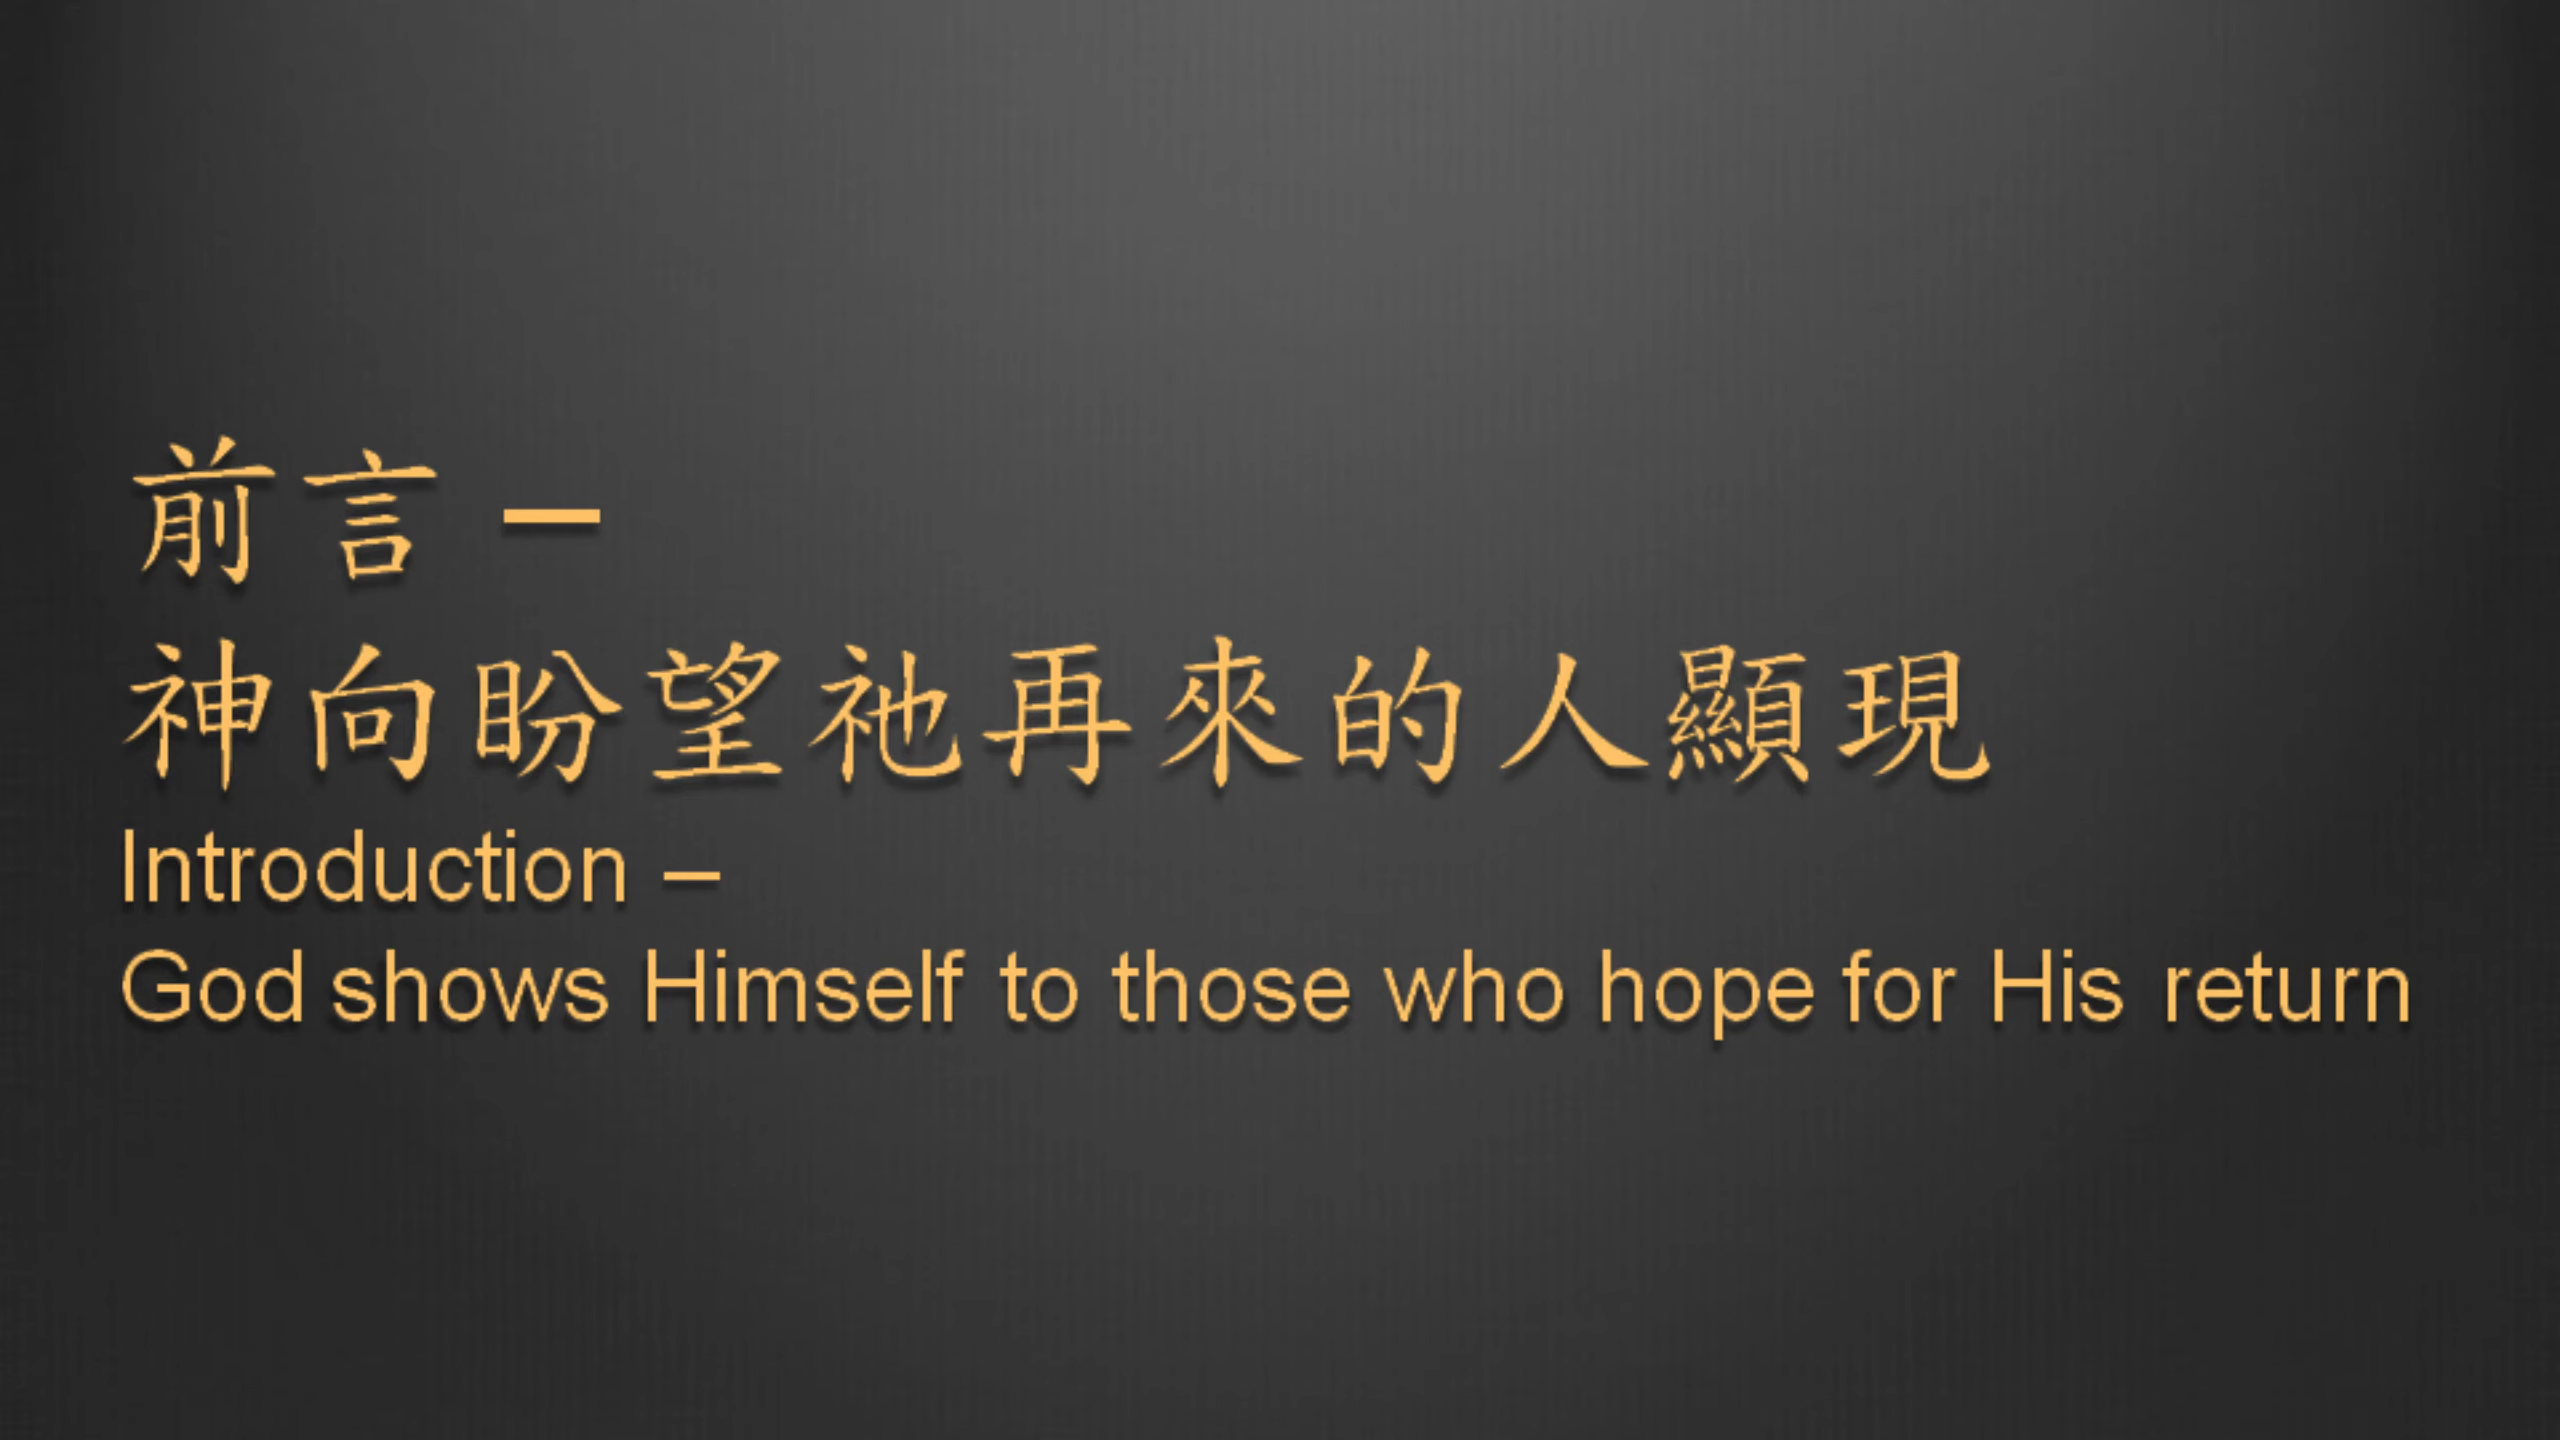 前言 –
神向盼望祂再來的人顯現
Introduction –
God shows Himself to those who hope for His return